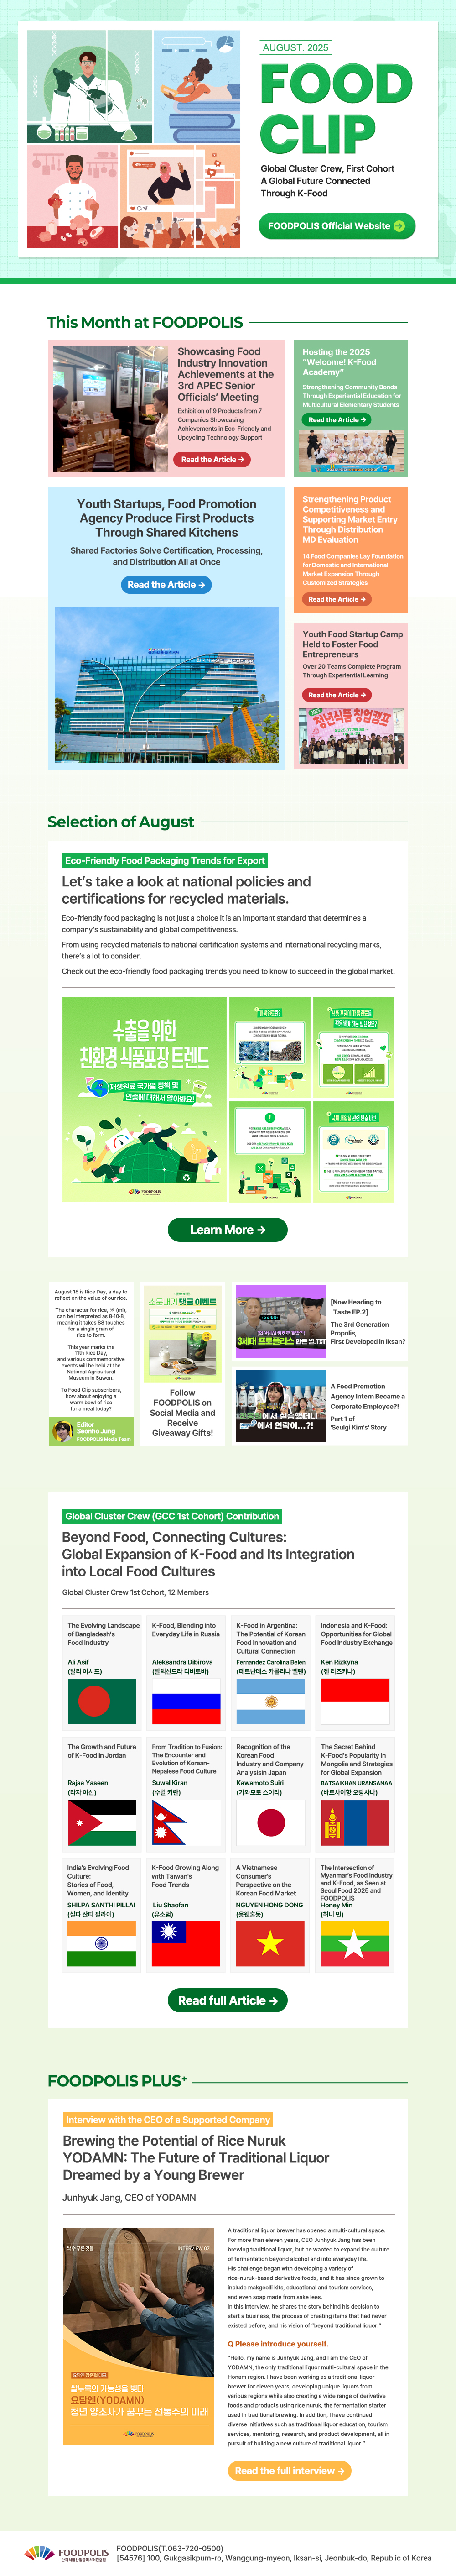 AUGUST. 2025
FOOD
CLIP
Global Cluster Crew, First Cohort
A Global Future Connected
Through K-Food
FOODPOLIS Official Website
This Month at FOODPOLIS
Showcasing Food
Industry Innovation
Achievements at the
3rd APEC Senior
Officials' Meeting
Exhibition of 9 Products from 7
Companies Showcasing
Achievements in Eco-Friendly and
Upcycling Technology Support
Read the Article →
Hosting the 2025
"Welcome! K-Food
Academy"
Strengthening Community Bonds
Through Experiential Education for
Multicultural Elementary Students
Read the Article →
Youth Startups, Food Promotion
Agency Produce First Products
Through Shared Kitchens
Shared Factories Solve Certification, Processing,
and Distribution All at Once
Read the Article →
Strengthening Product
Competitiveness and
Supporting Market Entry
Through Distribution
MD Evaluation
14 Food Companies Lay Foundation
for Domestic and International
Market Expansion Through
Customized Strategies
Read the Article →
Youth Food Startup Camp
Held to Foster Food
Entrepreneurs
Over 20 Teams Complete Program
Through Experiential Learning
Read the Article →
청년식품 창업캠프
Selection of August
Eco-Friendly Food Packaging Trends for Export
Let's take a look at national policies and
certifications for recycled materials.
Eco-friendly food packaging is not just a choice it is an important standard that determines a
company's sustainability and global competitiveness.
From using recycled materials to national certification systems and international recycling marks,
there's a lot to consider.
Check out the eco-friendly food packaging trends you need to know to succeed in the global market.
수출을 위한
친환경 식품포장 트렌드
재생원료 국가별 정책 및
인증에 대해서 알아봐요!
FOODPOLIS
Learn More →
August 18 is Rice Day, a day to
reflect on the value of our rice.
The character for rice, 米 (mǐ),
can be interpreted as 8-10-8,
meaning it takes 88 touches
for a single grain of
rice to form.
This year marks the
11th Rice Day,
and various commemorative
events will be held at the
National Agricultural
Museum in Suwon.
To Food Clip subscribers,
how about enjoying a
warm bowl of rice
for a meal today?
Editor
Seonho Jung
FOODPOLIS Media Team
소문내기 댓글 이벤트
Follow
FOODPOLIS on
Social Media and
Receive
Giveaway Gifts!
3세대 프로폴리스 만든 썰.TXT
[Now Heading to
Taste EP.2]
The 3rd Generation
Propolis,
First Developed in Iksan?
에서 연락이...?!
A Food Promotion
Agency Intern Became a
Corporate Employee?!
Part 1 of
'Seulgi Kim's' Story
Global Cluster Crew (GCC 1st Cohort) Contribution
Beyond Food, Connecting Cultures:
Global Expansion of K-Food and Its Integration
into Local Food Cultures
Global Cluster Crew 1st Cohort, 12 Members
The Evolving Landscape
of Bangladesh's
Food Industry
Ali Asif
(알리 아시프)
K-Food, Blending into
Everyday Life in Russia
Aleksandra Dibirova
(알렉산드라 디비로바)
K-Food in Argentina:
The Potential of Korean
Food Innovation and
Cultural Connection
Fernandez Carolina Belen
(페르난데스 카롤리나 벨렌)
Indonesia and K-Food:
Opportunities for Global
Food Industry Exchange
Ken Rizkyna
(켄 리즈키나)
The Growth and Future
of K-Food in Jordan
Rajaa Yaseen
(라자 야신)
From Tradition to Fusion:
The Encounter and
Evolution of Korean-
Nepalese Food Culture
Suwal Kiran
(수왈 키란)
Recognition of the
Korean Food
Industry and Company
Analysisin Japan
Kawamoto Suiri
(가와모토 스이리)
The Secret Behind
K-Food's Popularity in
Mongolia and Strategies
for Global Expansion
BATSAIKHAN URANSANAA
(바트사이항 오랑사나)
India's Evolving Food
Culture:
Stories of Food,
Women, and Identity
SHILPA SANTHI PILLAI
(실파 산티 필라이)
K-Food Growing Along
with Taiwan's
Food Trends
Liu Shaofan
(유소범)
A Vietnamese
Consumer's
Perspective on the
Korean Food Market
NGUYEN HONG DONG
(응웬홍동)
The Intersection of
Myanmar's Food Industry
and K-Food, as Seen at
Seoul Food 2025 and
FOODPOLIS
Honey Min
(허니 민)
Read full Article →
FOODPOLIS PLUS+
Interview with the CEO of a Supported Company
Brewing the Potential of Rice Nuruk
YODAMN: The Future of Traditional Liquor
Dreamed by a Young Brewer
Junhyuk Jang, CEO of YODAMN
INTERVIEW 07
쌀누룩의 가능성을 빚다
요담엔(YODAMN)
청년 양조사가 꿈꾸는 전통주의 미래
FOODPOLIS
A traditional liquor brewer has opened a multi-cultural space.
For more than eleven years, CEO Junhyuk Jang has been
brewing traditional liquor, but he wanted to expand the culture
of fermentation beyond alcohol and into everyday life.
His challenge began with developing a variety of
rice-nuruk-based derivative foods, and it has since grown to
include makgeolli kits, educational and tourism services,
and even soap made from sake lees.
In this interview, he shares the story behind his decision to
start a business, the process of creating items that had never
existed before, and his vision of "beyond traditional liquor."
Q Please introduce yourself.
"Hello, my name is Junhyuk Jang, and I am the CEO of
YODAMN, the only traditional liquor multi-cultural space in the
Honam region. I have been working as a traditional liquor
brewer for eleven years, developing unique liquors from
various regions while also creating a wide range of derivative
foods and products using rice nuruk, the fermentation starter
used in traditional brewing. In addition, I have continued
diverse initiatives such as traditional liquor education, tourism
services, mentoring, research, and product development, all in
pursuit of building a new culture of traditional liquor."
Read the full interview →
FOODPOLIS
한국식품산업클러스터진흥원
FOODPOLIS(T.063-720-0500)
[54576] 100, Gukgasikpum-ro, Wanggung-myeon, Iksan-si, Jeonbuk-do, Republic of Korea